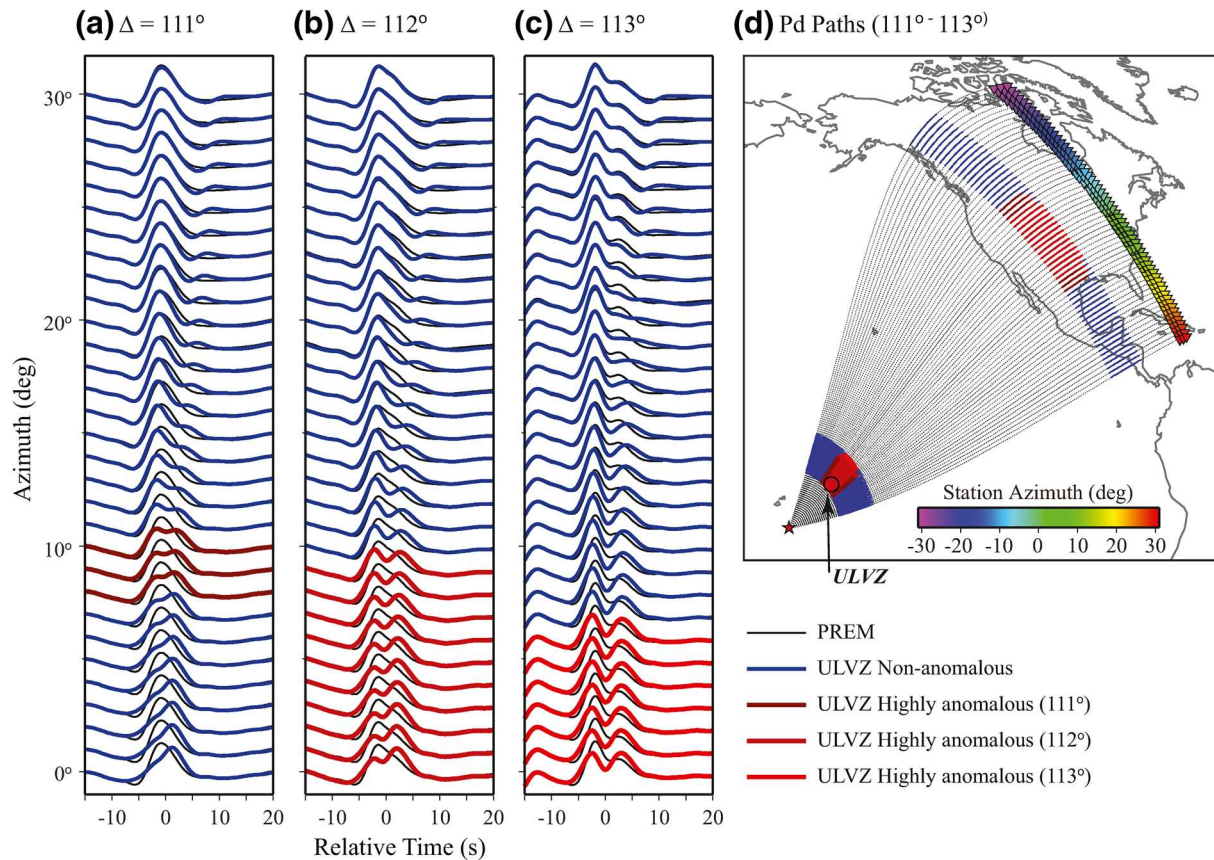 (a) Δ = 111°
(b) Δ = 112°
(c) Δ = 113°
(d) Pd Paths (111° - 113°)
30°
20°
10°
0°
Azimuth (deg)
-10 0 10 20
-10 0 10 20
-10 0 10 20
Relative Time (s)
Station Azimuth (deg)
-30 -20 -10 0 10 20 30
ULVZ
PREM
ULVZ Non-anomalous
ULVZ Highly anomalous (111°)
ULVZ Highly anomalous (112°)
ULVZ Highly anomalous (113°)